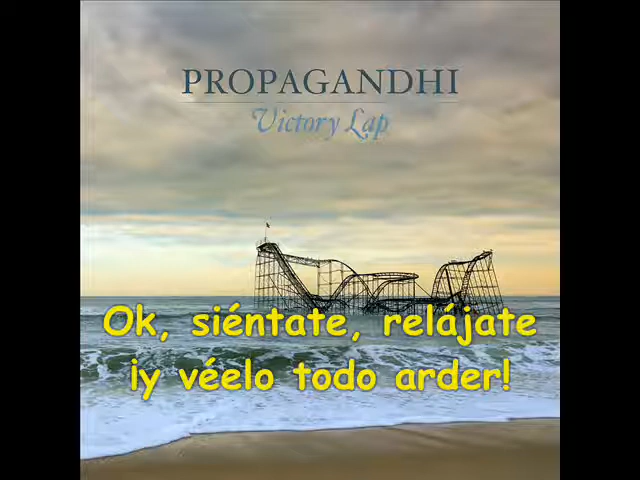 PROPAGANDHI
Victory Lap
Ok, siéntate, relájate
¡y véelo todo arder!